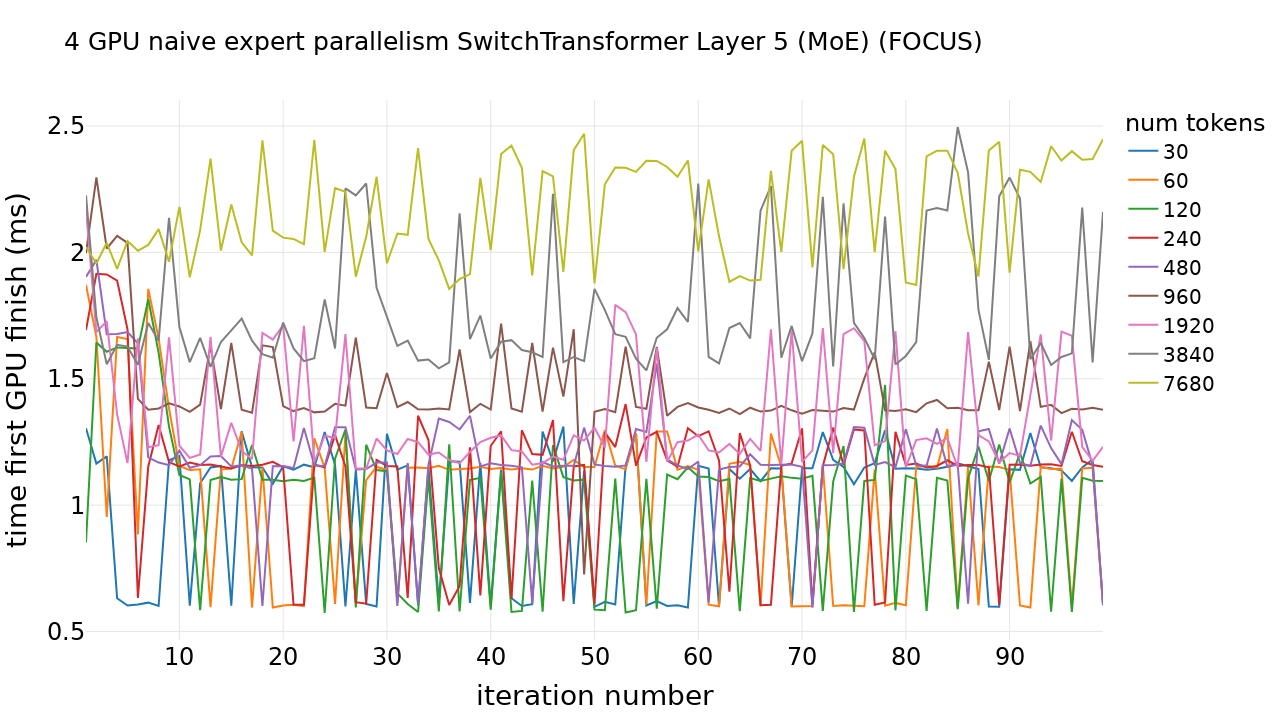 4 GPU naive expert parallelism SwitchTransformer Layer 5 (MoE) (FOCUS)
time first GPU finish (ms)
2.5
2
1.5
1
0.5
10 20 30 40 50 60 70 80 90
iteration number
num tokens
30
60
120
240
480
960
1920
3840
7680